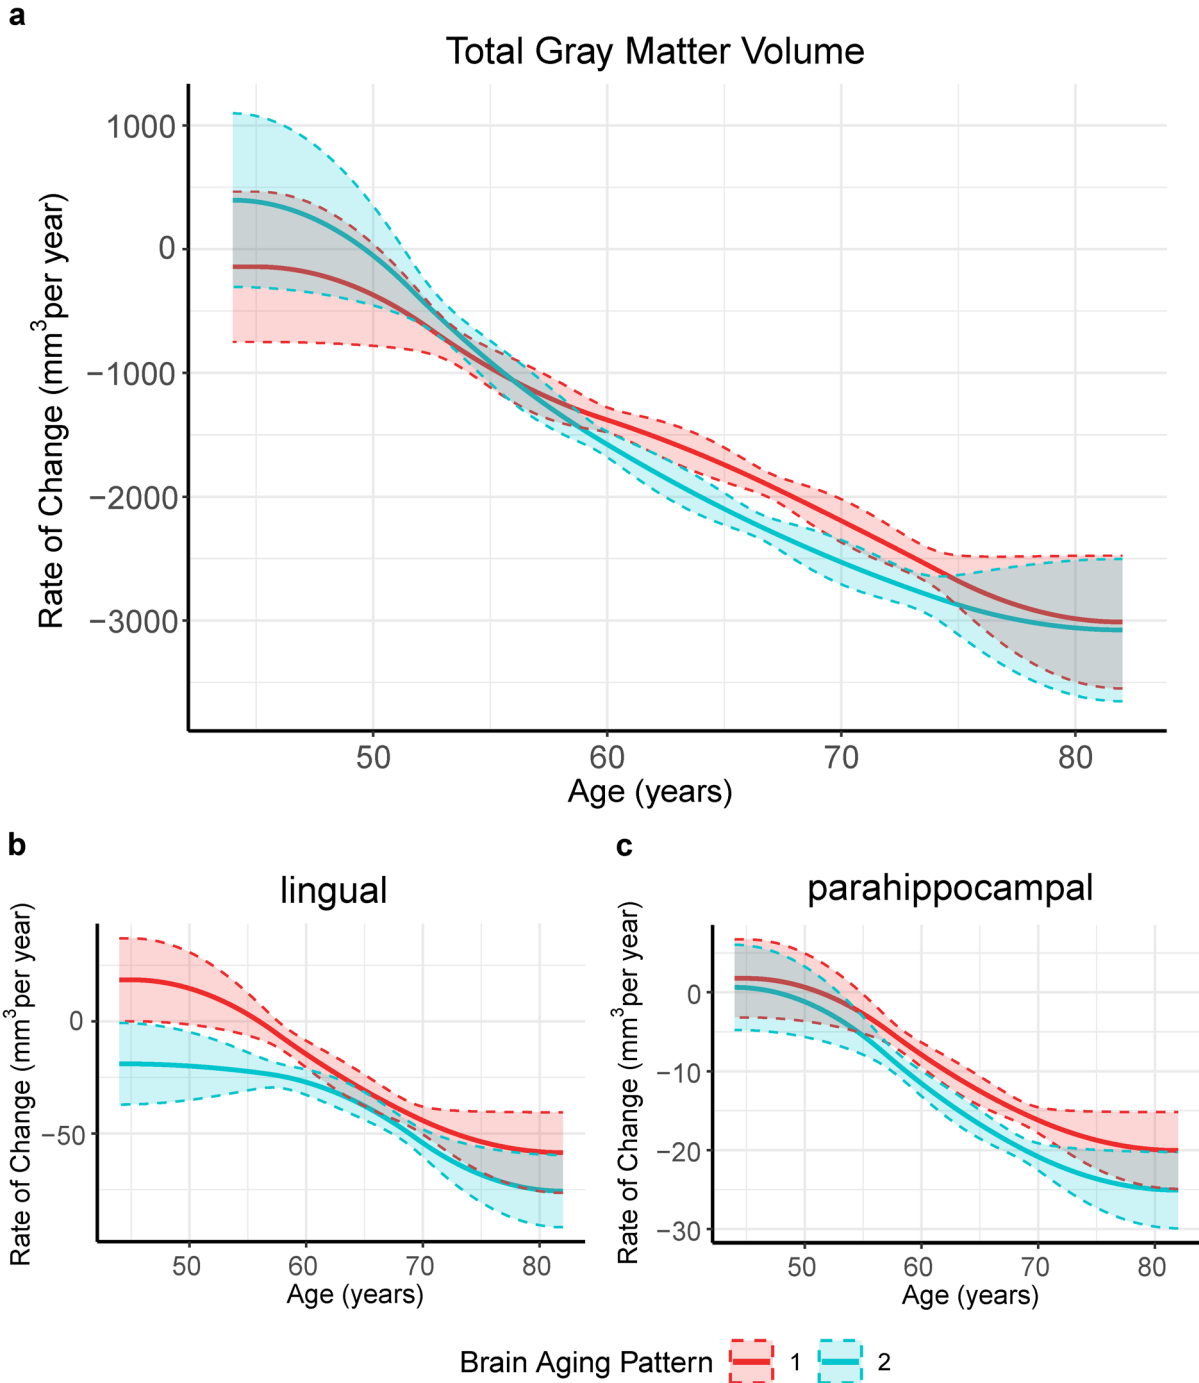 a
Total Gray Matter Volume
Rate of Change (mm³per year)
1000
0
−1000
−2000
−3000
50 60 70 80
Age (years)
b
lingual
Rate of Change (mm³per year)
0
−50
50 60 70 80
Age (years)
c
parahippocampal
Rate of Change (mm³per year)
0
−10
−20
−30
50 60 70 80
Age (years)
Brain Aging Pattern 1 2